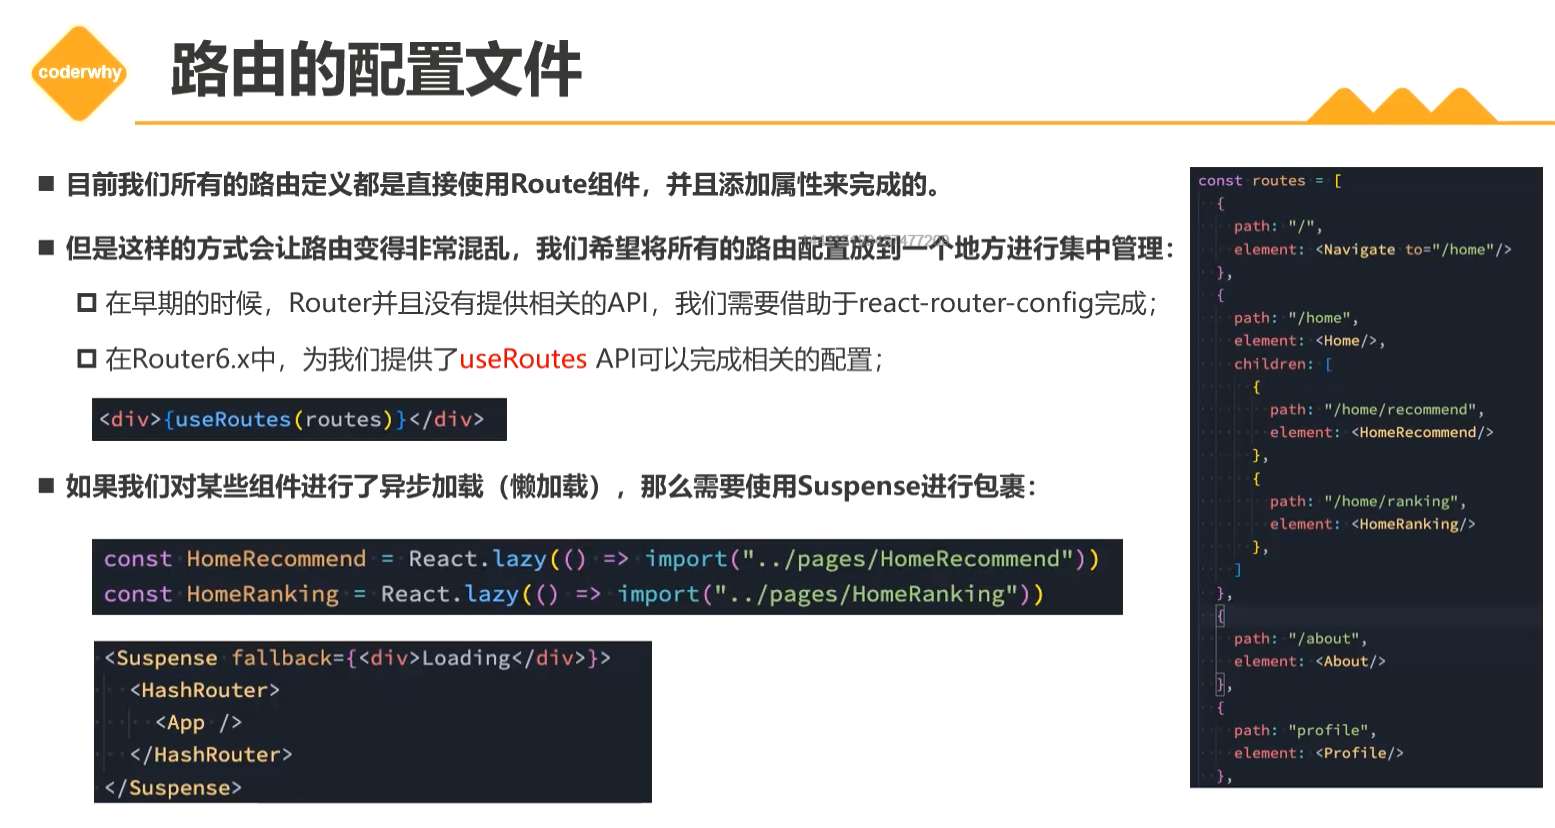 coderwhy
路由的配置文件
目前我们所有的路由定义都是直接使用Route组件，并且添加属性来完成的。
但是这样的方式会让路由变得非常混乱，我们希望将所有的路由配置放到一个地方进行集中管理：
在早期的时候，Router并且没有提供相关的API，我们需要借助于react-router-config完成；
在Router6.x中，为我们提供了useRoutes API可以完成相关的配置；
<div>{useRoutes(routes)}</div>
如果我们对某些组件进行了异步加载（懒加载），那么需要使用Suspense进行包裹：
const HomeRecommend = React.lazy(() => import("../pages/HomeRecommend"))
const HomeRanking = React.lazy(() => import("../pages/HomeRanking"))
<Suspense fallback={<div>Loading</div>}>
<HashRouter>
<App />
</HashRouter>
</Suspense>
const routes = [
{
path: "/",
element: <Navigate to="/home"/>
},
{
path: "/home",
element: <Home/>,
children: [
{
path: "/home/recommend",
element: <HomeRecommend/>
},
{
path: "/home/ranking",
element: <HomeRanking/>
},
]
},
{
path: "/about",
element: <About/>
},
{
path: "profile",
element: <Profile/>
},